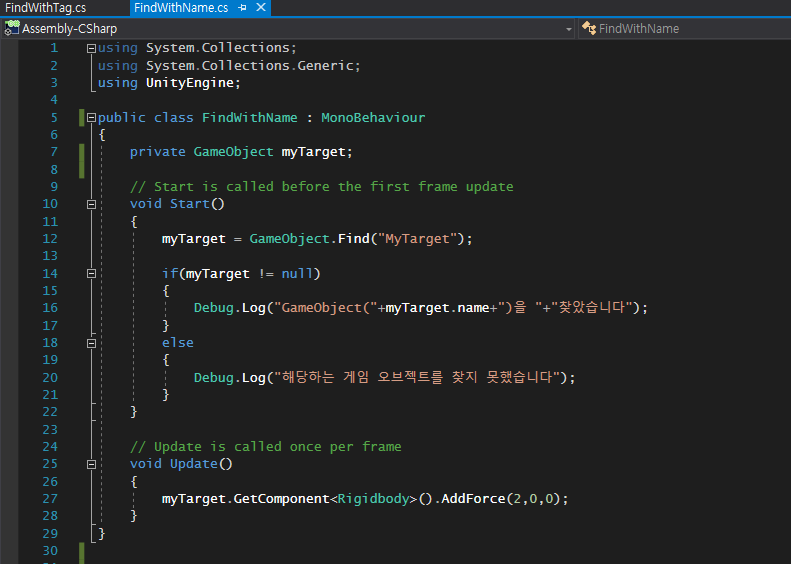 FindWithTag.cs FindWithName.cs
Assembly-CSharp FindWithName
1 using System.Collections;
2 using System.Collections.Generic;
3 using UnityEngine;
4
5 public class FindWithName : MonoBehaviour
6 {
7 private GameObject myTarget;
8
9 // Start is called before the first frame update
10 void Start()
11 {
12 myTarget = GameObject.Find("MyTarget");
13
14 if(myTarget != null)
15 {
16 Debug.Log("GameObject("+myTarget.name+")을 "+"찾았습니다");
17 }
18 else
19 {
20 Debug.Log("해당하는 게임 오브젝트를 찾지 못했습니다");
21 }
22 }
23
24 // Update is called once per frame
25 void Update()
26 {
27 myTarget.GetComponent<Rigidbody>().AddForce(2,0,0);
28 }
29 }
30